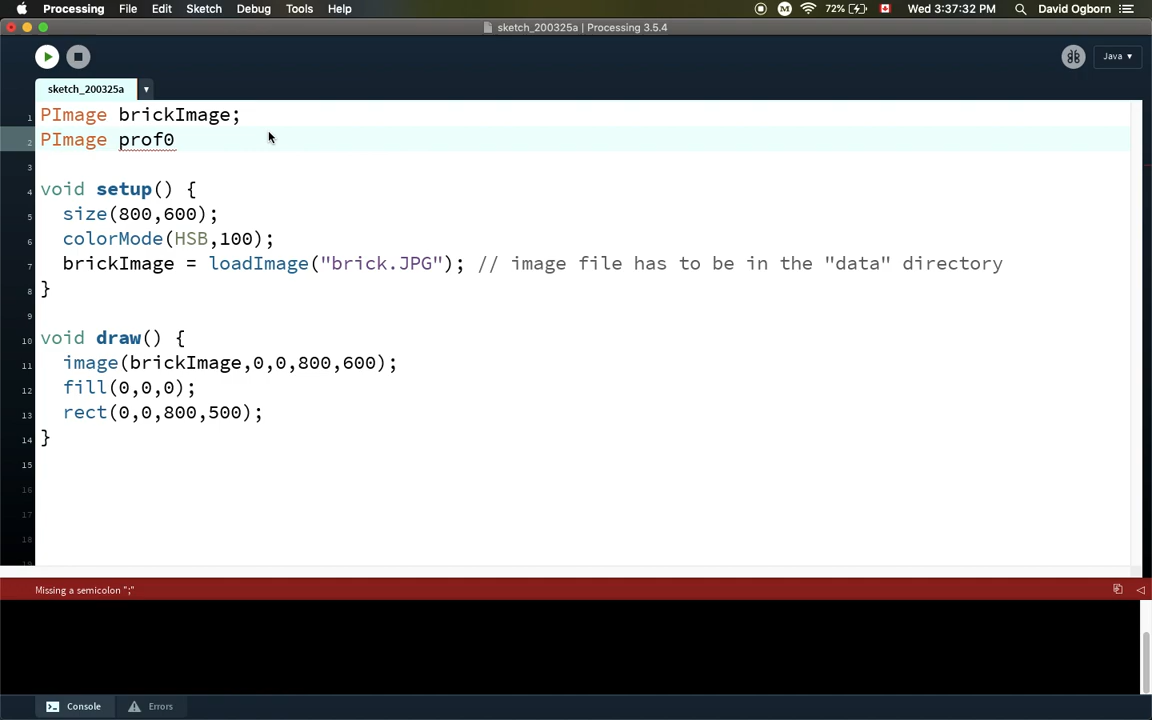 Processing File Edit Sketch Debug Tools Help M 72% Wed 3:37:32 PM David Ogborn
sketch_200325a | Processing 3.5.4
Java ▾
sketch_200325a ▾
1 PImage brickImage;
2 PImage prof0
3
4 void setup() {
5 size(800,600);
6 colorMode(HSB,100);
7 brickImage = loadImage("brick.JPG"); // image file has to be in the "data" directory
8 }
9
10 void draw() {
11 image(brickImage,0,0,800,600);
12 fill(0,0,0);
13 rect(0,0,800,500);
14 }
15
16
17
18
19
Missing a semicolon ";"
Console Errors